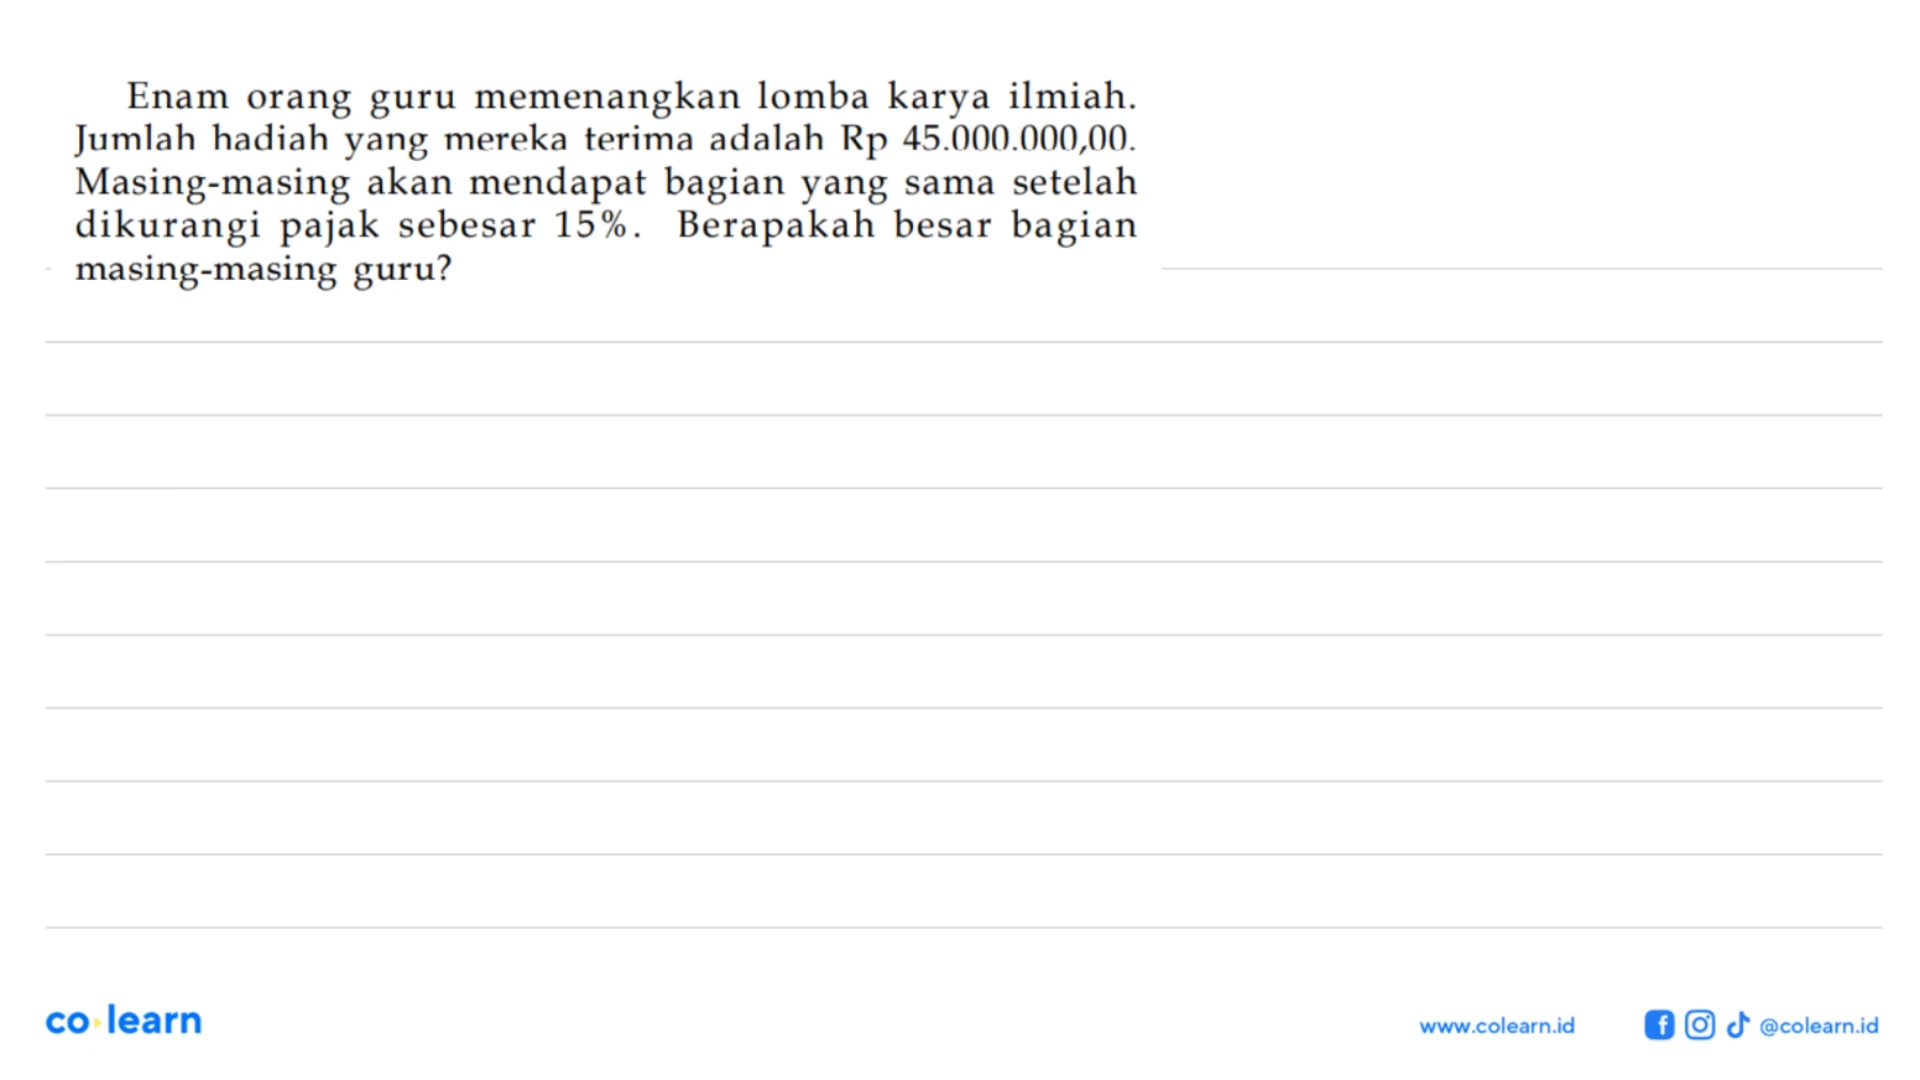 Enam orang guru memenangkan lomba karya ilmiah.
Jumlah hadiah yang mereka terima adalah Rp 45.000.000,00.
Masing-masing akan mendapat bagian yang sama setelah
dikurangi pajak sebesar 15%. Berapakah besar bagian
masing-masing guru?
co learn
www.colearn.id @colearn.id